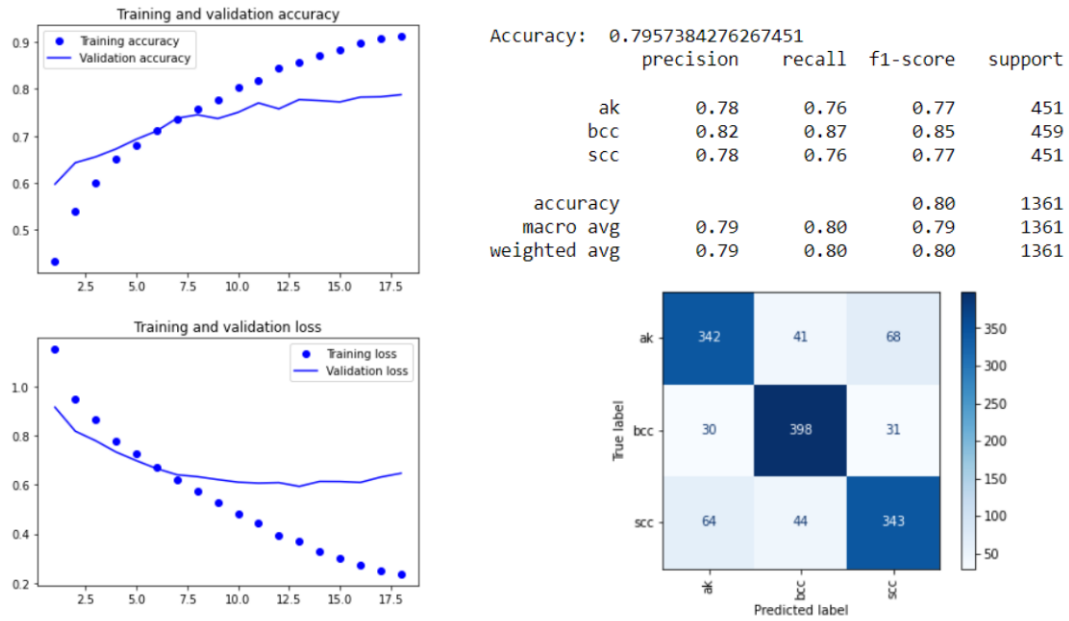 Training and validation accuracy
Training accuracy
Validation accuracy
0.9
0.8
0.7
0.6
0.5
2.5 5.0 7.5 10.0 12.5 15.0 17.5
Training and validation loss
Training loss
Validation loss
1.0
0.8
0.6
0.4
0.2
2.5 5.0 7.5 10.0 12.5 15.0 17.5
Accuracy: 0.7957384276267451
precision recall f1-score support
ak 0.78 0.76 0.77 451
bcc 0.82 0.87 0.85 459
scc 0.78 0.76 0.77 451
accuracy 0.80 1361
macro avg 0.79 0.80 0.79 1361
weighted avg 0.79 0.80 0.80 1361
True label
ak 342 41 68
bcc 30 398 31
scc 64 44 343
ak bcc scc
Predicted label
350
300
250
200
150
100
50